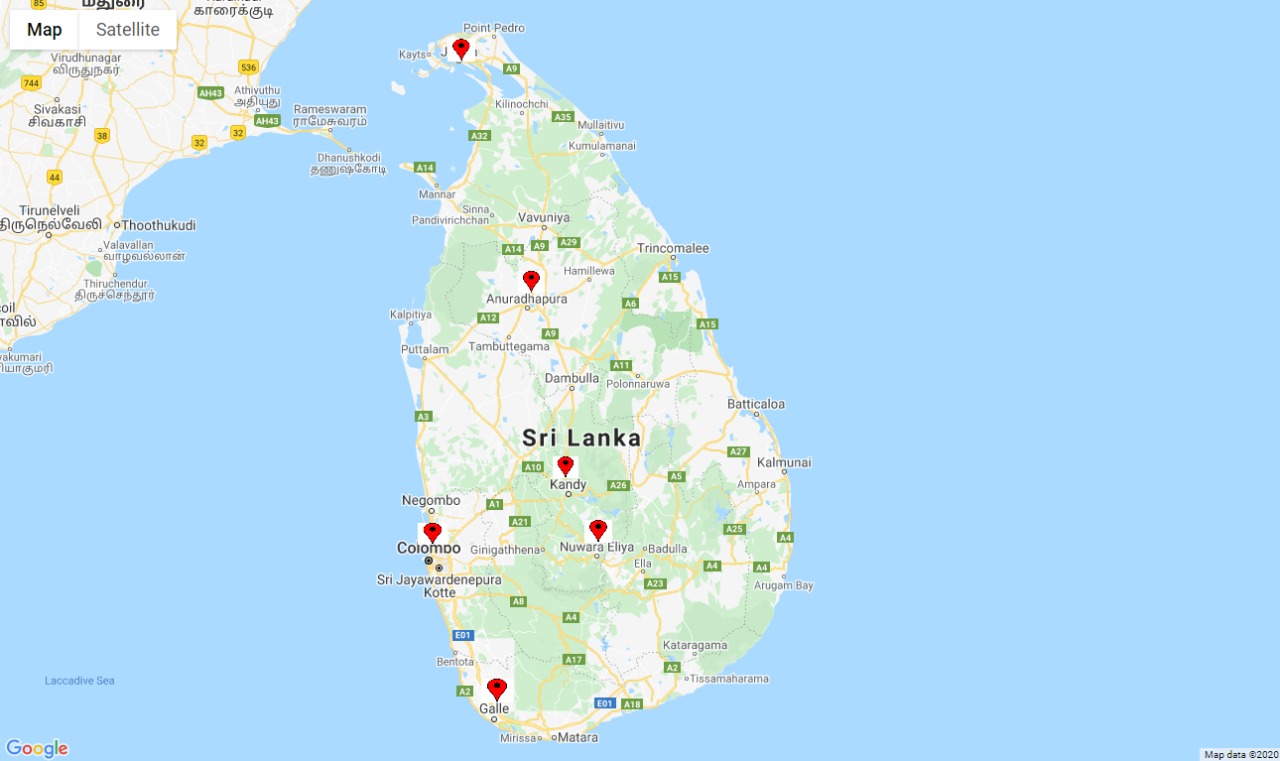 85
மதுரை
காரைக்குடி
Map
Satellite
Virudhunagar
விருதுநகர்
536
744
AH43
Athiyuthu
அதியுது
Sivakasi
சிவகாசி
38
32
32
AH43
Rameswaram
ராமேசுவரம்
Dhanushkodi
தணுஷ்கோடி
44
Tirunelveli
திருநெல்வேலி
Thoothukudi
Valavallan
வாழவல்லான்
Thiruchendur
திருச்செந்தூர்
Point Pedro
Kayts
J
A9
Kilinochchi
A35
Mullaitivu
A32
Kumulamanai
A14
Mannar
Sinna
Pandivirichchan
Vavuniya
A14
A9
A29
Trincomalee
Hamillewa
A15
Anuradhapura
A6
Kalpitiya
A12
A9
A15
Puttalam
Tambuttegama
A11
Dambulla
Polonnaruwa
Batticaloa
A3
Sri Lanka
A27
A10
Kandy
A26
A5
Kalmunai
Ampara
Negombo
A1
A21
A25
A4
Colombo
Ginigathhena
Nuwara Eliya
Badulla
Ella
A4
A4
Sri Jayawardenepura
Kotte
A23
Arugam Bay
A8
A4
E01
Kataragama
Bentota
A17
A2
Tissamaharama
Laccadive Sea
A2
Galle
E01
A18
Mirissa
Matara
Google
Map data ©2020